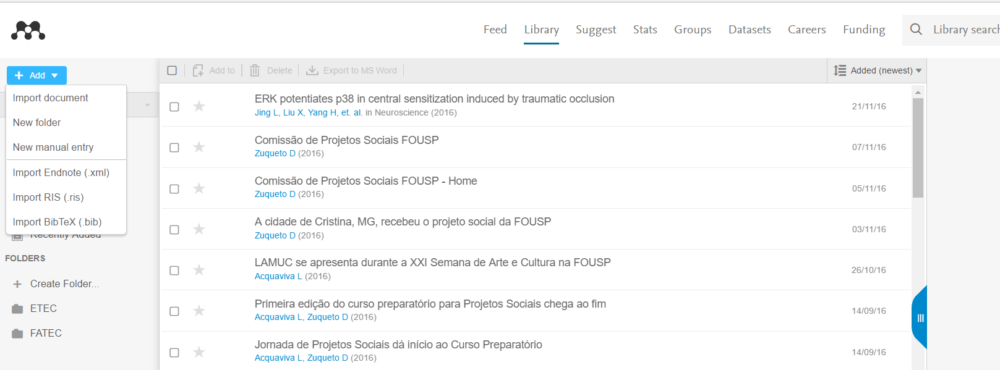 Feed Library Suggest Stats Groups Datasets Careers Funding Library search
Add
Import document
New folder
New manual entry
Import Endnote (.xml)
Import RIS (.ris)
Import BibTeX (.bib)
Recently Added
FOLDERS
Create Folder...
ETEC
FATEC
Add to Delete Export to MS Word Added (newest)
ERK potentiates p38 in central sensitization induced by traumatic occlusion
Jing L, Liu X, Yang H, et. al. in Neuroscience (2016)
21/11/16
Comissão de Projetos Sociais FOUSP
Zuqueto D (2016)
07/11/16
Comissão de Projetos Sociais FOUSP - Home
Zuqueto D (2016)
05/11/16
A cidade de Cristina, MG, recebeu o projeto social da FOUSP
Zuqueto D (2016)
03/11/16
LAMUC se apresenta durante a XXI Semana de Arte e Cultura na FOUSP
Acquaviva L (2016)
26/10/16
Primeira edição do curso preparatório para Projetos Sociais chega ao fim
Acquaviva L, Zuqueto D (2016)
14/09/16
Jornada de Projetos Sociais dá início ao Curso Preparatório
Acquaviva L, Zuqueto D (2016)
14/09/16